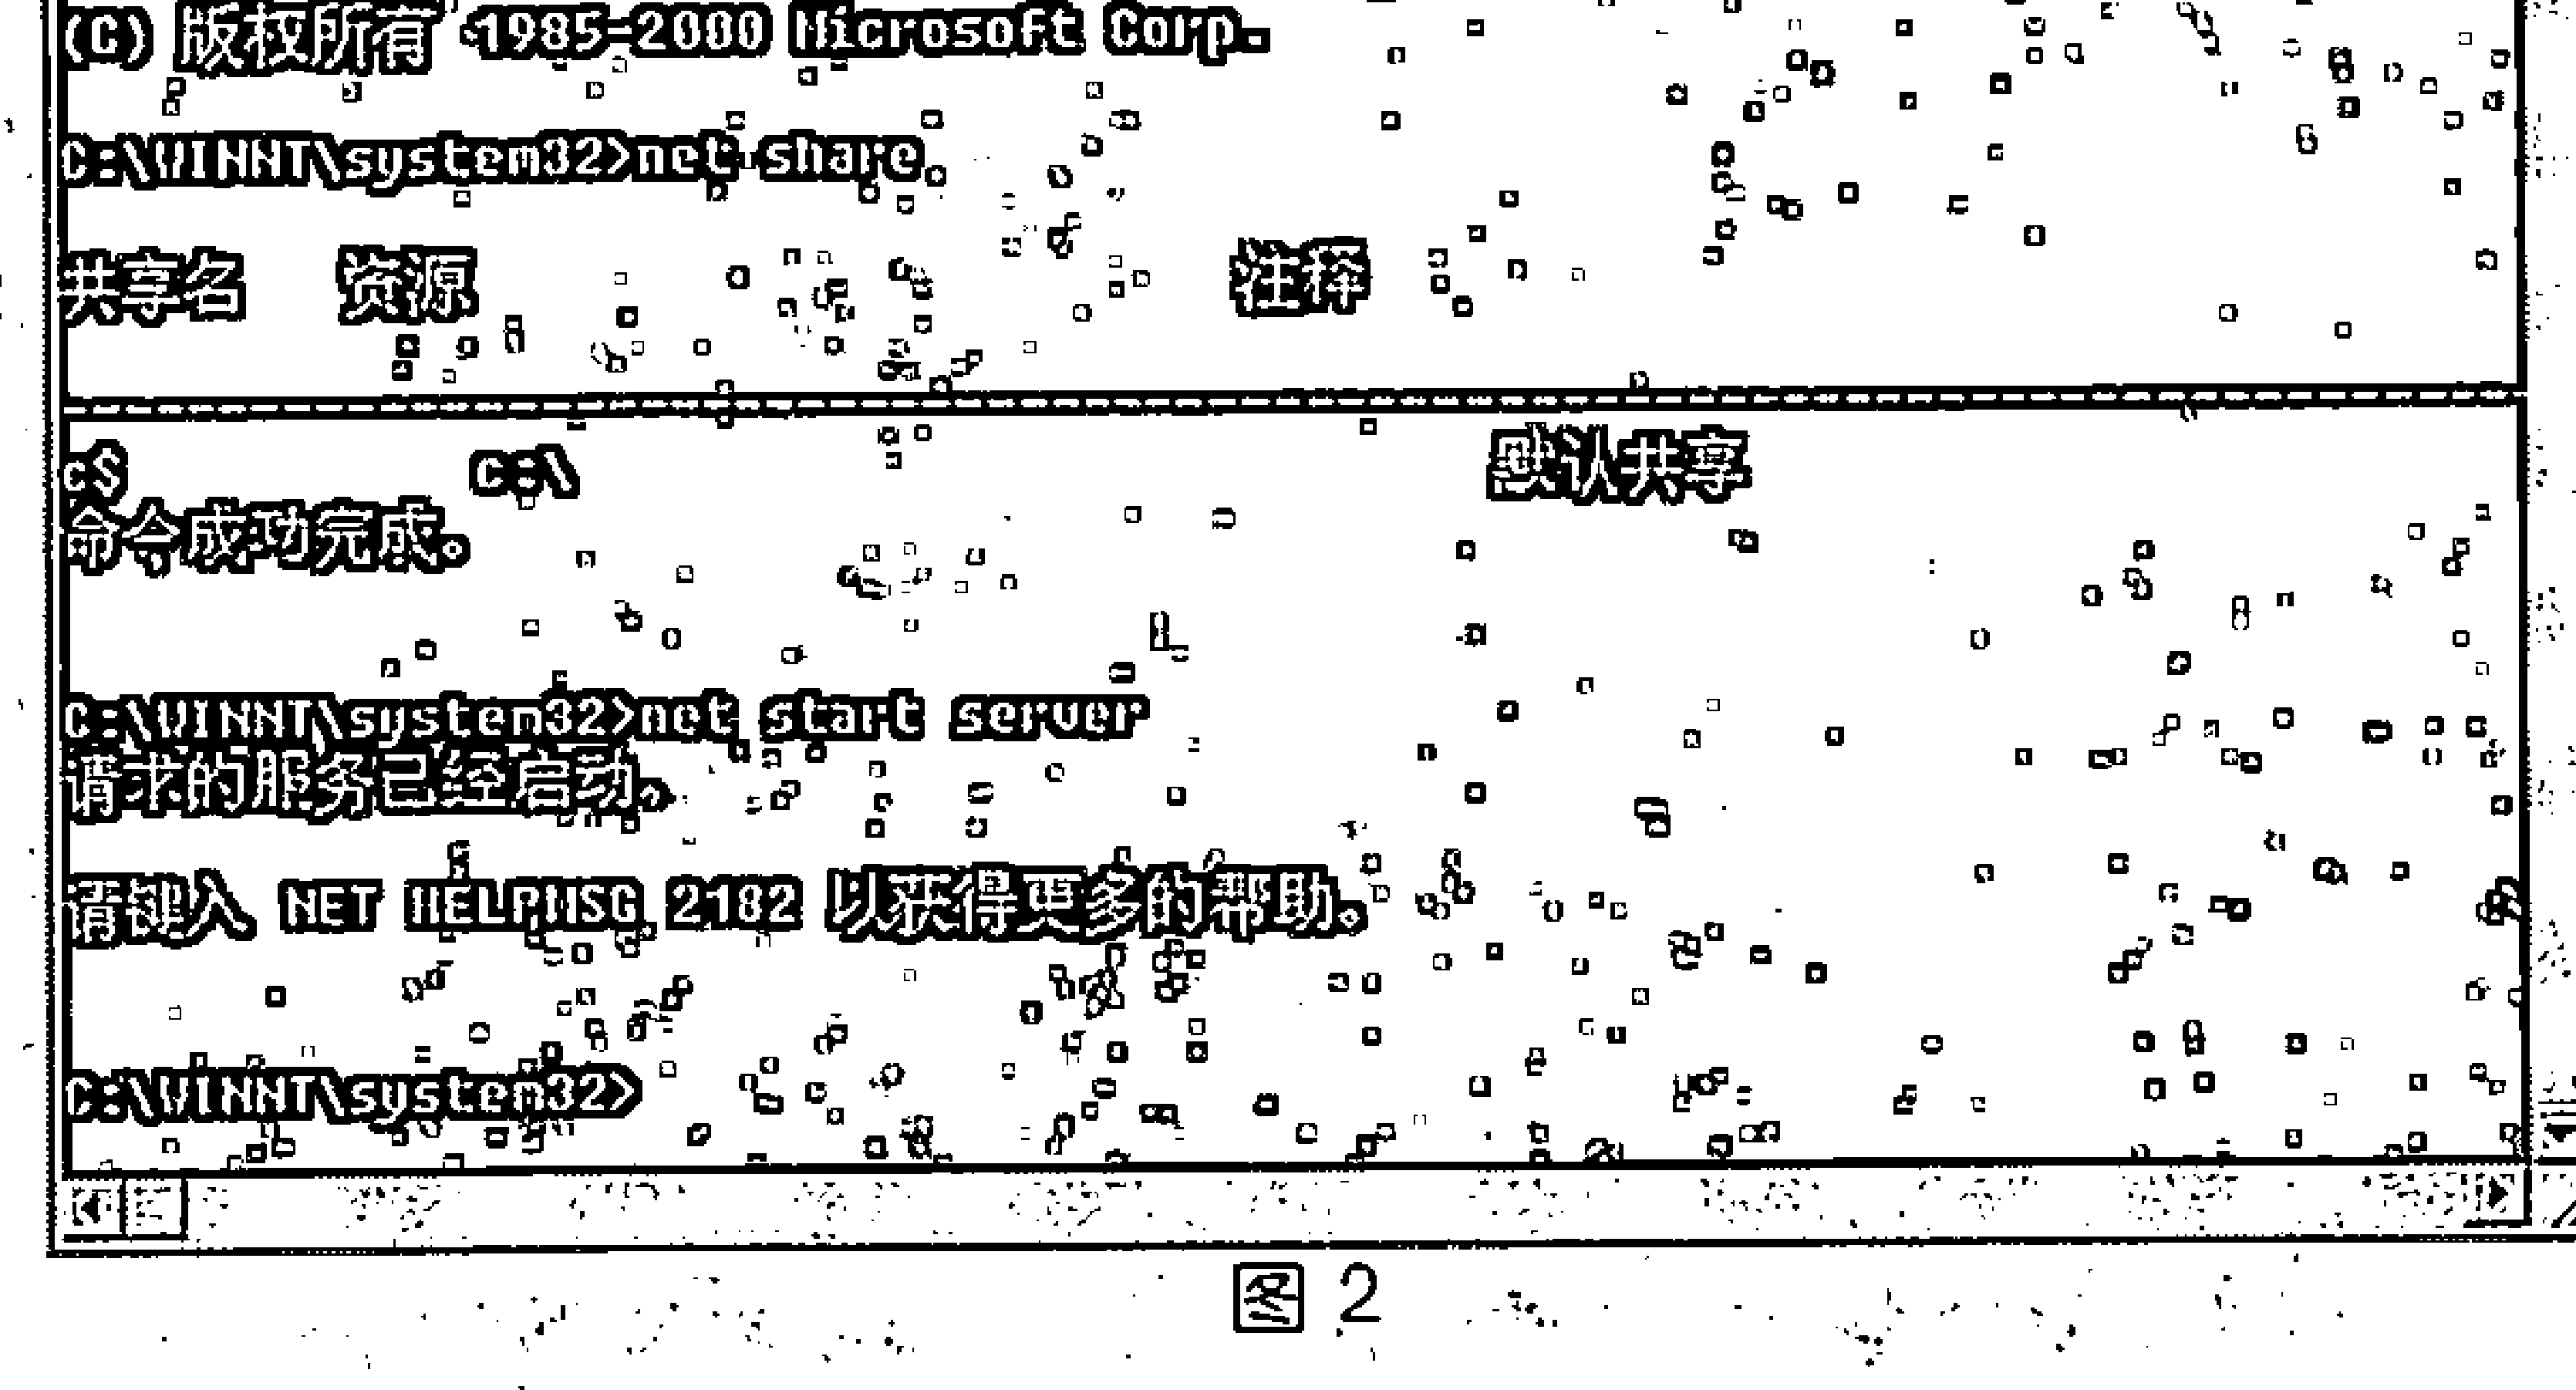 (C) 版权所有 1985-2000 Microsoft Corp.
C:\WINNT\system32>net share
共享名 资源 注释
c$ C:\ 默认共享
命令成功完成。
C:\WINNT\system32>net start server
请求的服务已经启动。
请键入 NET HELPMSG 2182 以获得更多的帮助。
C:\WINNT\system32>
图 2